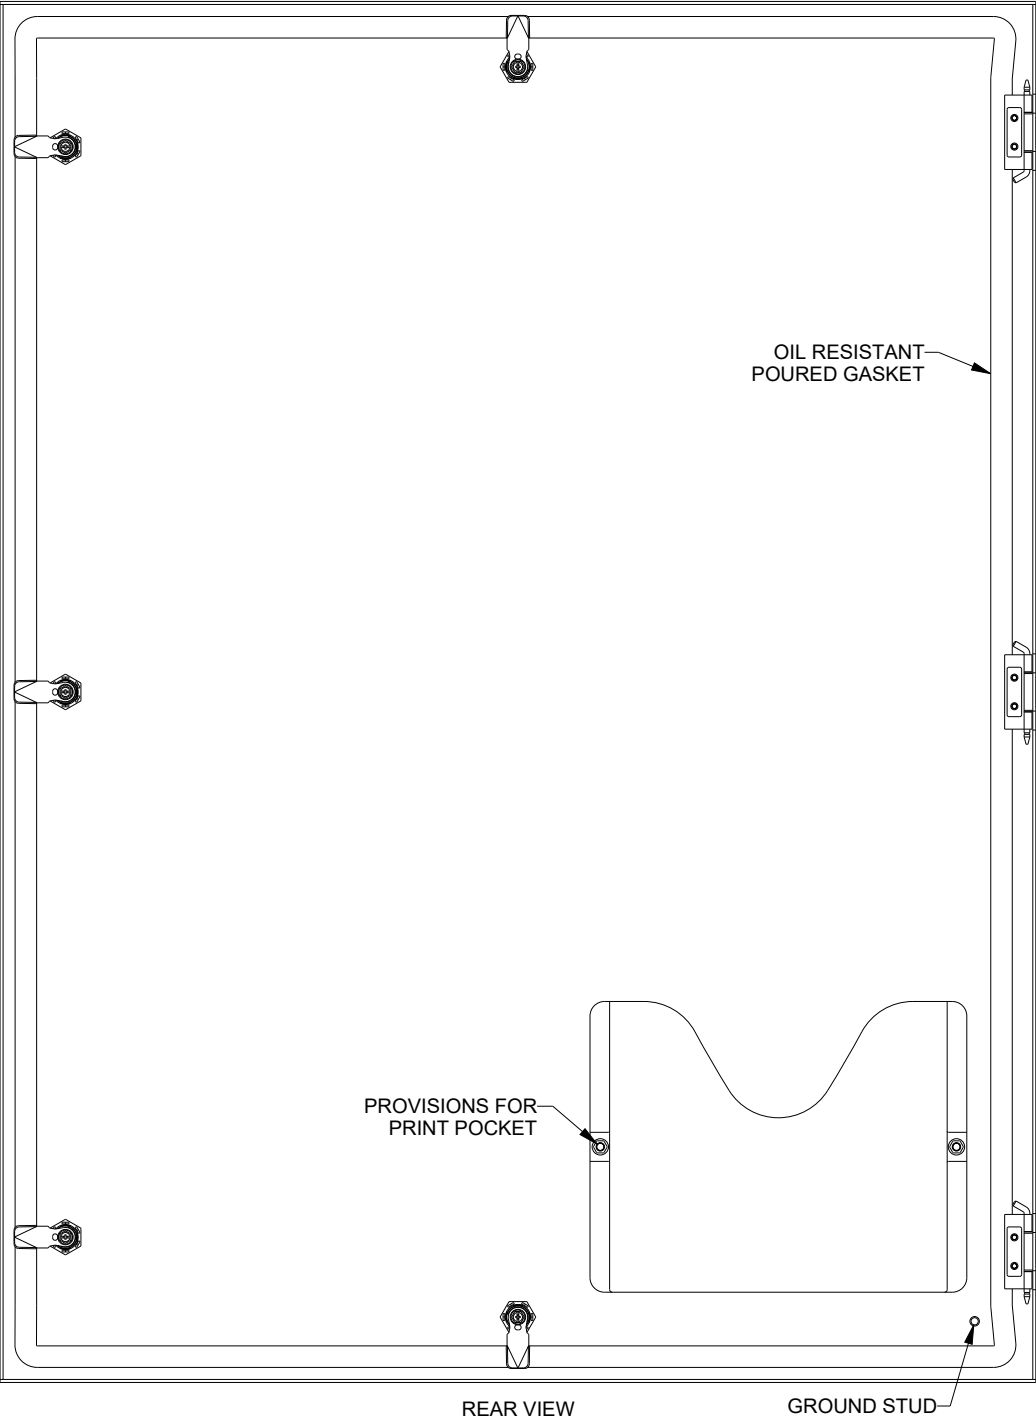 OIL RESISTANT
POURED GASKET
PROVISIONS FOR
PRINT POCKET
REAR VIEW
GROUND STUD